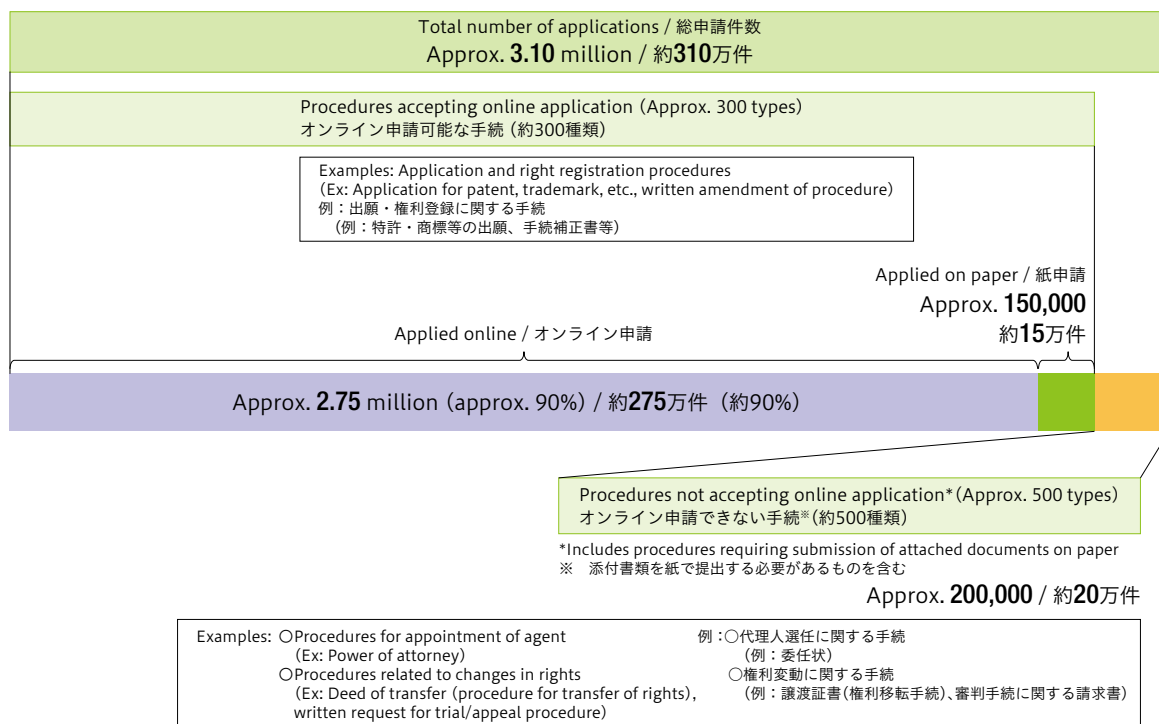 Total number of applications / 総申請件数
Approx. 3.10 million / 約310万件
Procedures accepting online application (Approx. 300 types)
オンライン申請可能な手続 (約300種類)
Examples: Application and right registration procedures
(Ex: Application for patent, trademark, etc., written amendment of procedure)
例：出願・権利登録に関する手続
（例：特許・商標等の出願、手続補正書等）
Applied on paper / 紙申請
Approx. 150,000
約15万件
Applied online / オンライン申請
Approx. 2.75 million (approx. 90%) / 約275万件（約90%）
Procedures not accepting online application* (Approx. 500 types)
オンライン申請できない手続※(約500種類)
*Includes procedures requiring submission of attached documents on paper
※　添付書類を紙で提出する必要があるものを含む
Approx. 200,000 / 約20万件
Examples: ○Procedures for appointment of agent
(Ex: Power of attorney)
○Procedures related to changes in rights
(Ex: Deed of transfer (procedure for transfer of rights),
written request for trial/appeal procedure)
例：○代理人選任に関する手続
（例：委任状）
○権利変動に関する手続
（例：譲渡証書(権利移転手続)、審判手続に関する請求書）